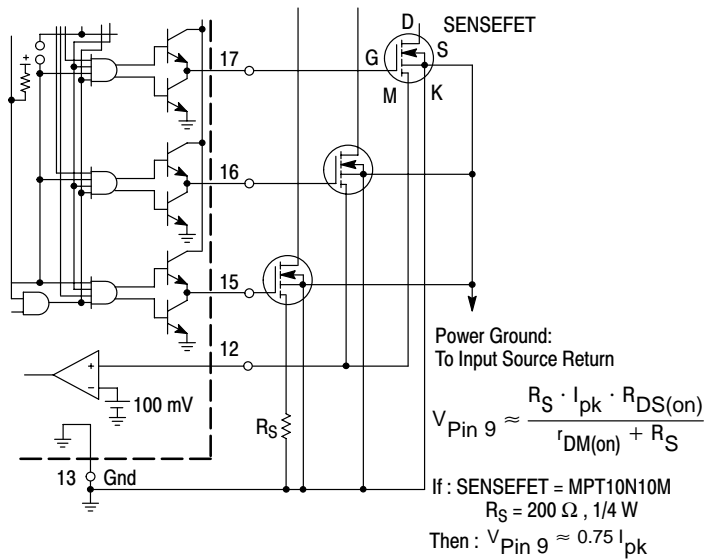 D SENSEFET
G S
M K
17
16
15
12
+
+
−
100 mV
R_S
13 Gnd
Power Ground:
To Input Source Return
V_Pin 9 ≈ R_S · I_pk · R_DS(on) / r_DM(on) + R_S
If : SENSEFET = MPT10N10M
R_S = 200 Ω , 1/4 W
Then : V_Pin 9 ≈ 0.75 I_pk